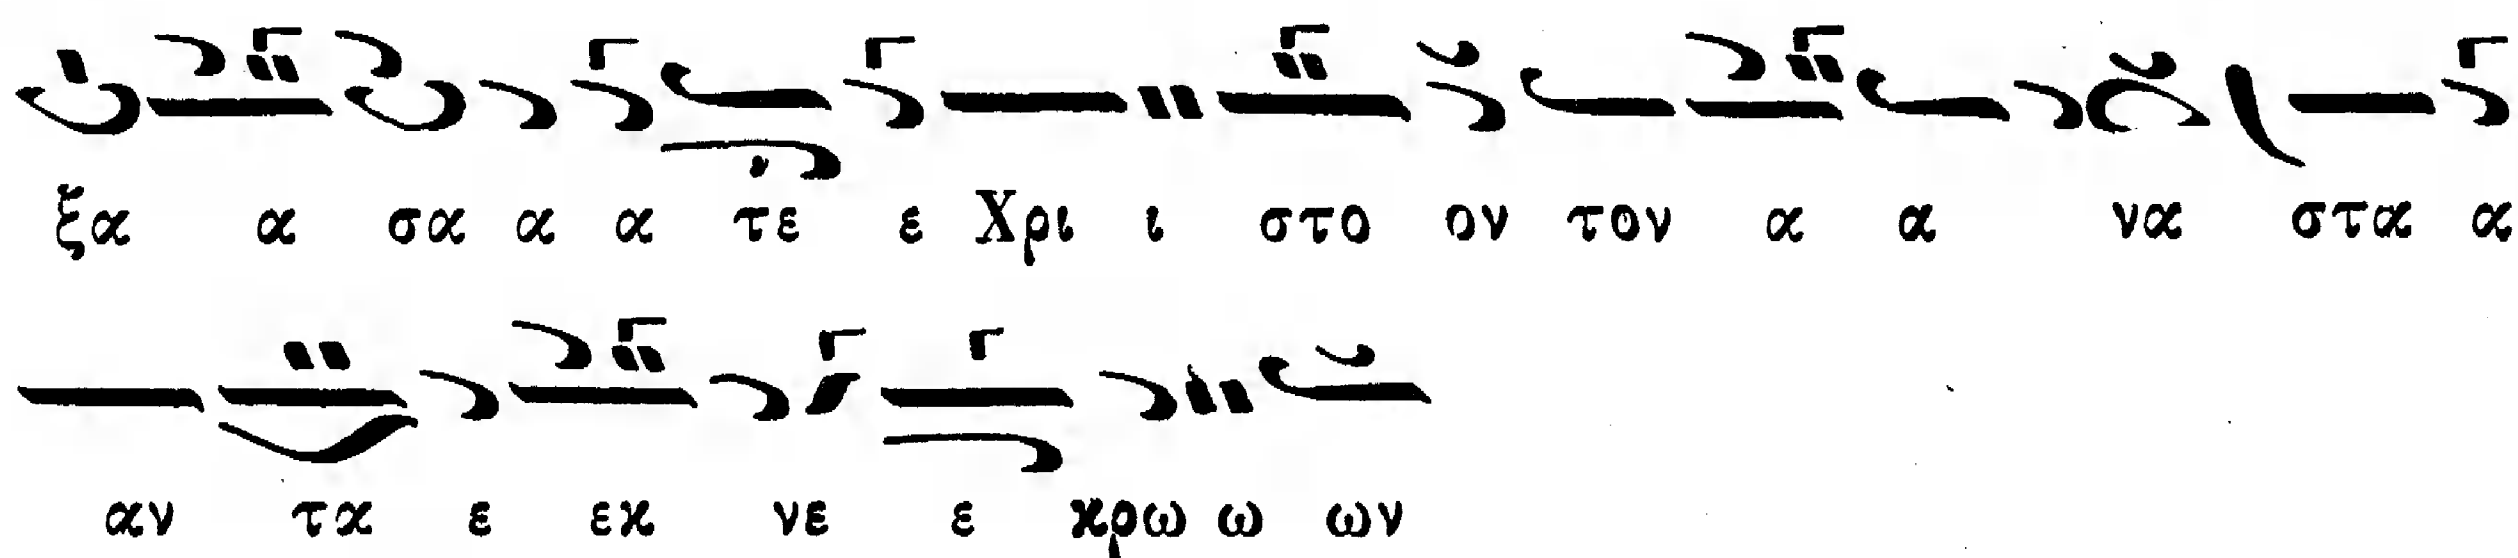 ξα α σα α α τε ε Χρι ι στο ον τον α α να στα α
αν τα ε εκ νε ε κρω ω ων